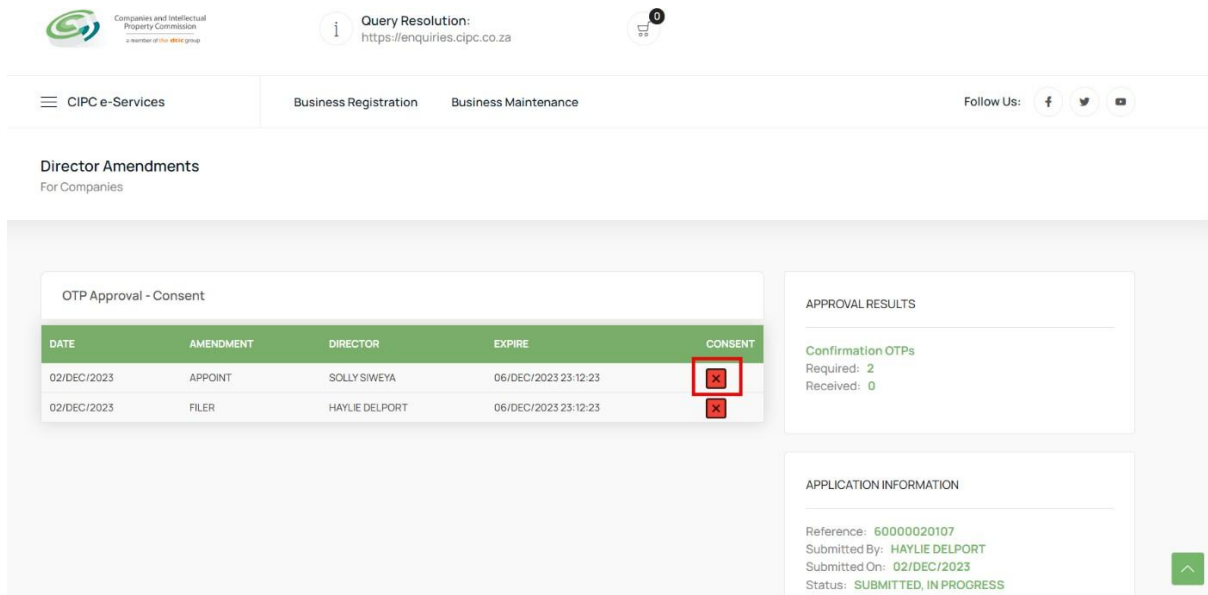 Companies and Intellectual
Property Commission
a member of the dtic group
Query Resolution:
https://enquiries.cipc.co.za
0
CIPC e-Services
Business Registration
Business Maintenance
Follow Us:
Director Amendments
For Companies
OTP Approval - Consent
DATE AMENDMENT DIRECTOR EXPIRE CONSENT
02/DEC/2023 APPOINT SOLLY SIWEYA 06/DEC/2023 23:12:23
02/DEC/2023 FILER HAYLIE DELPORT 06/DEC/2023 23:12:23
APPROVAL RESULTS
Confirmation OTPs
Required: 2
Received: 0
APPLICATION INFORMATION
Reference: 60000020107
Submitted By: HAYLIE DELPORT
Submitted On: 02/DEC/2023
Status: SUBMITTED, IN PROGRESS